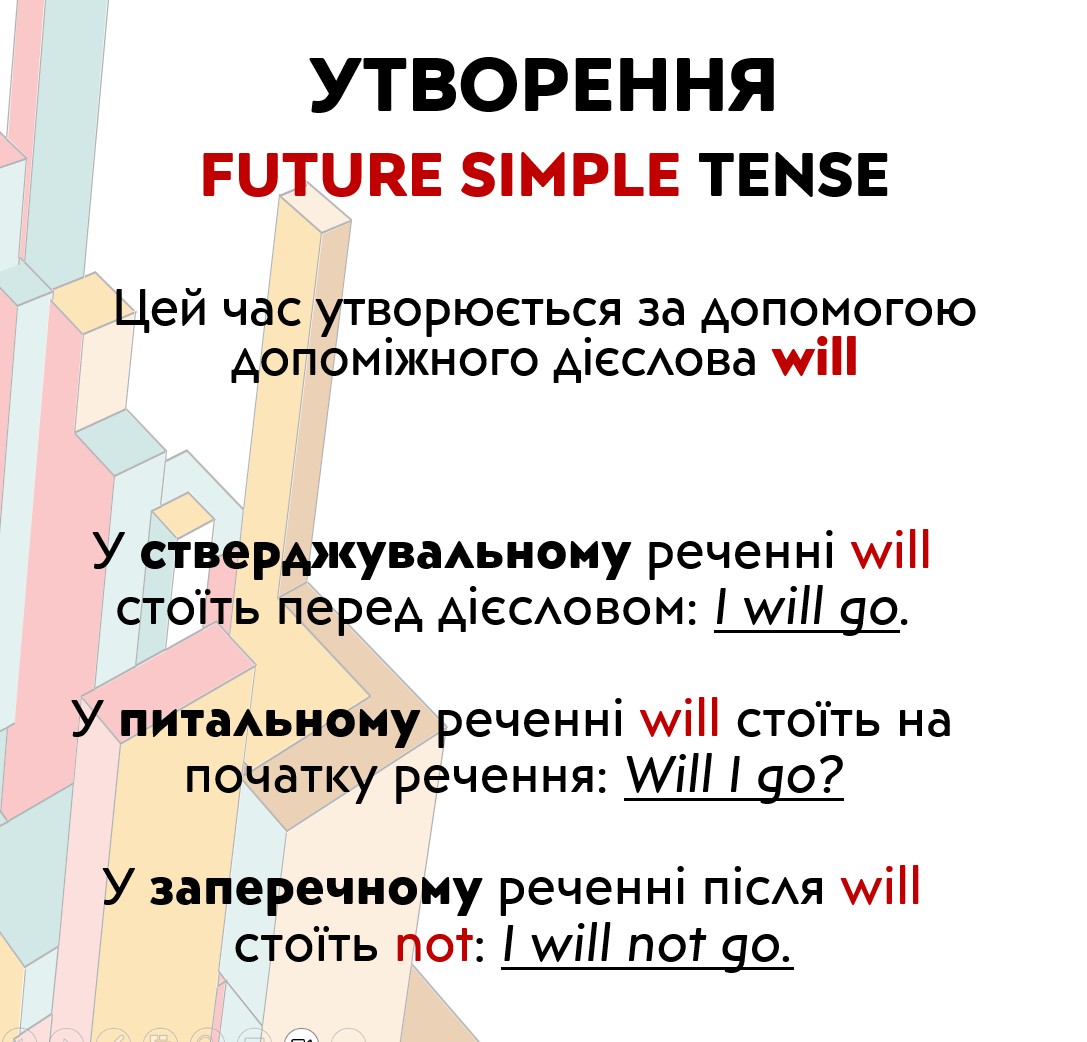 УТВОРЕННЯ
FUTURE SIMPLE TENSE
Цей час утворюється за допомогою
допоміжного дієслова will
У стверджувальному реченні will
стоїть перед дієсловом: I will go.
У питальному реченні will стоїть на
початку речення: Will I go?
У заперечному реченні після will
стоїть not: I will not go.